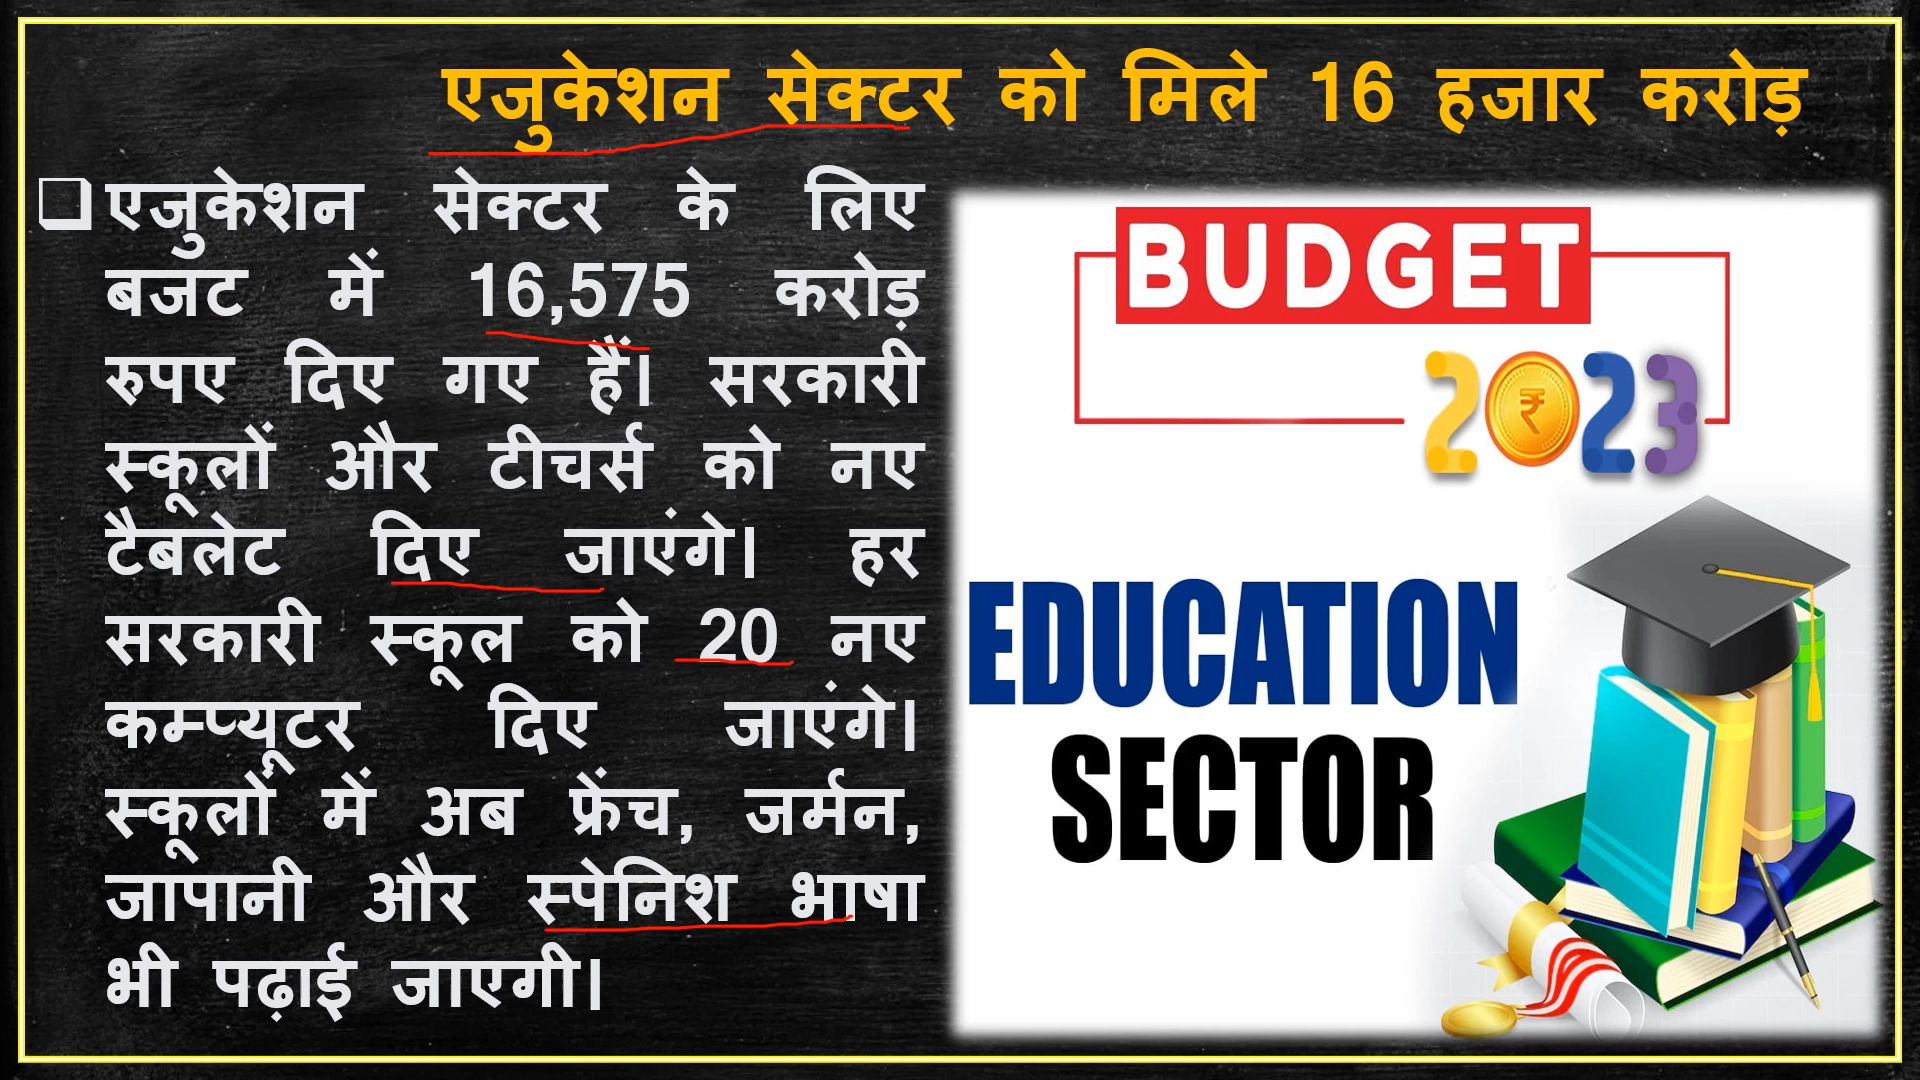 एजुकेशन सेक्टर को मिले 16 हजार करोड़
एजुकेशन सेक्टर के लिए
बजट में 16,575 करोड़
रुपए दिए गए हैं। सरकारी
स्कूलों और टीचर्स को नए
टैबलेट दिए जाएंगे। हर
सरकारी स्कूल को 20 नए
कम्प्यूटर दिए जाएंगे।
स्कूलों में अब फ्रेंच, जर्मन,
जापानी और स्पेनिश भाषा
भी पढ़ाई जाएगी।
BUDGET
2023
EDUCATION
SECTOR